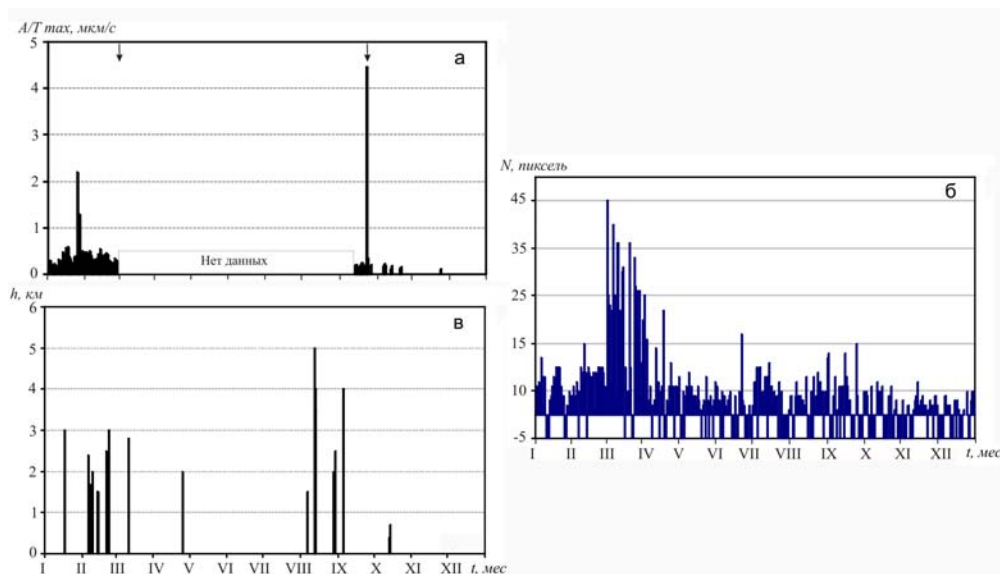 A/T max, мкм/с
5
а
4
3
2
1
Нет данных
0
h, км
6
в
5
4
3
2
1
0
I II III IV V VI VII VIII IX X XI XII t, мес
N, пиксель
б
45
35
25
15
10
-5
I II III IV V VI VII VIII IX X XI XII t, мес